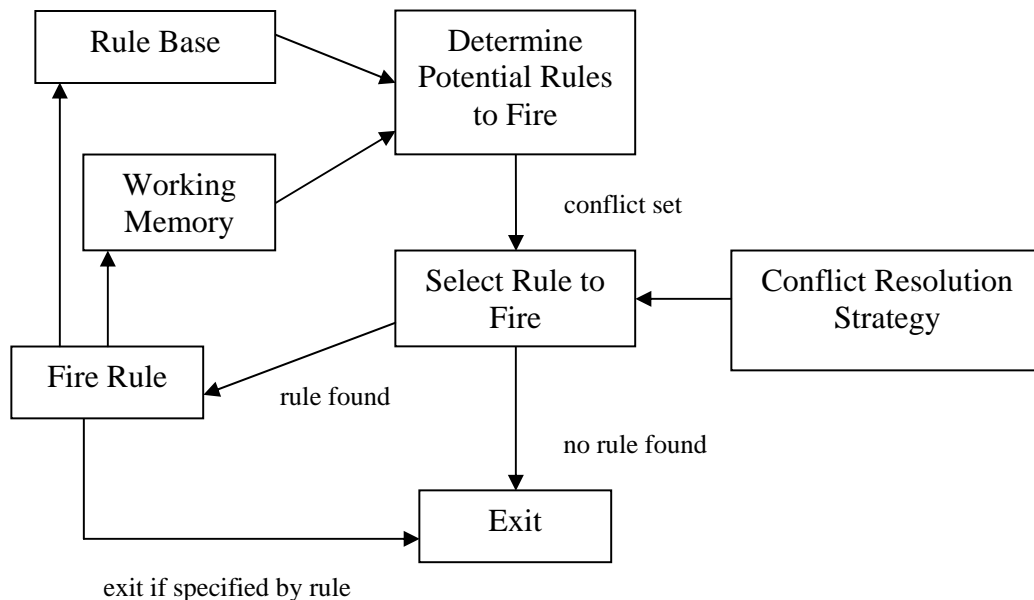 Rule Base
Determine
Potential Rules
to Fire
Working
Memory
conflict set
Select Rule to
Fire
Conflict Resolution
Strategy
Fire Rule
rule found
no rule found
Exit
exit if specified by rule